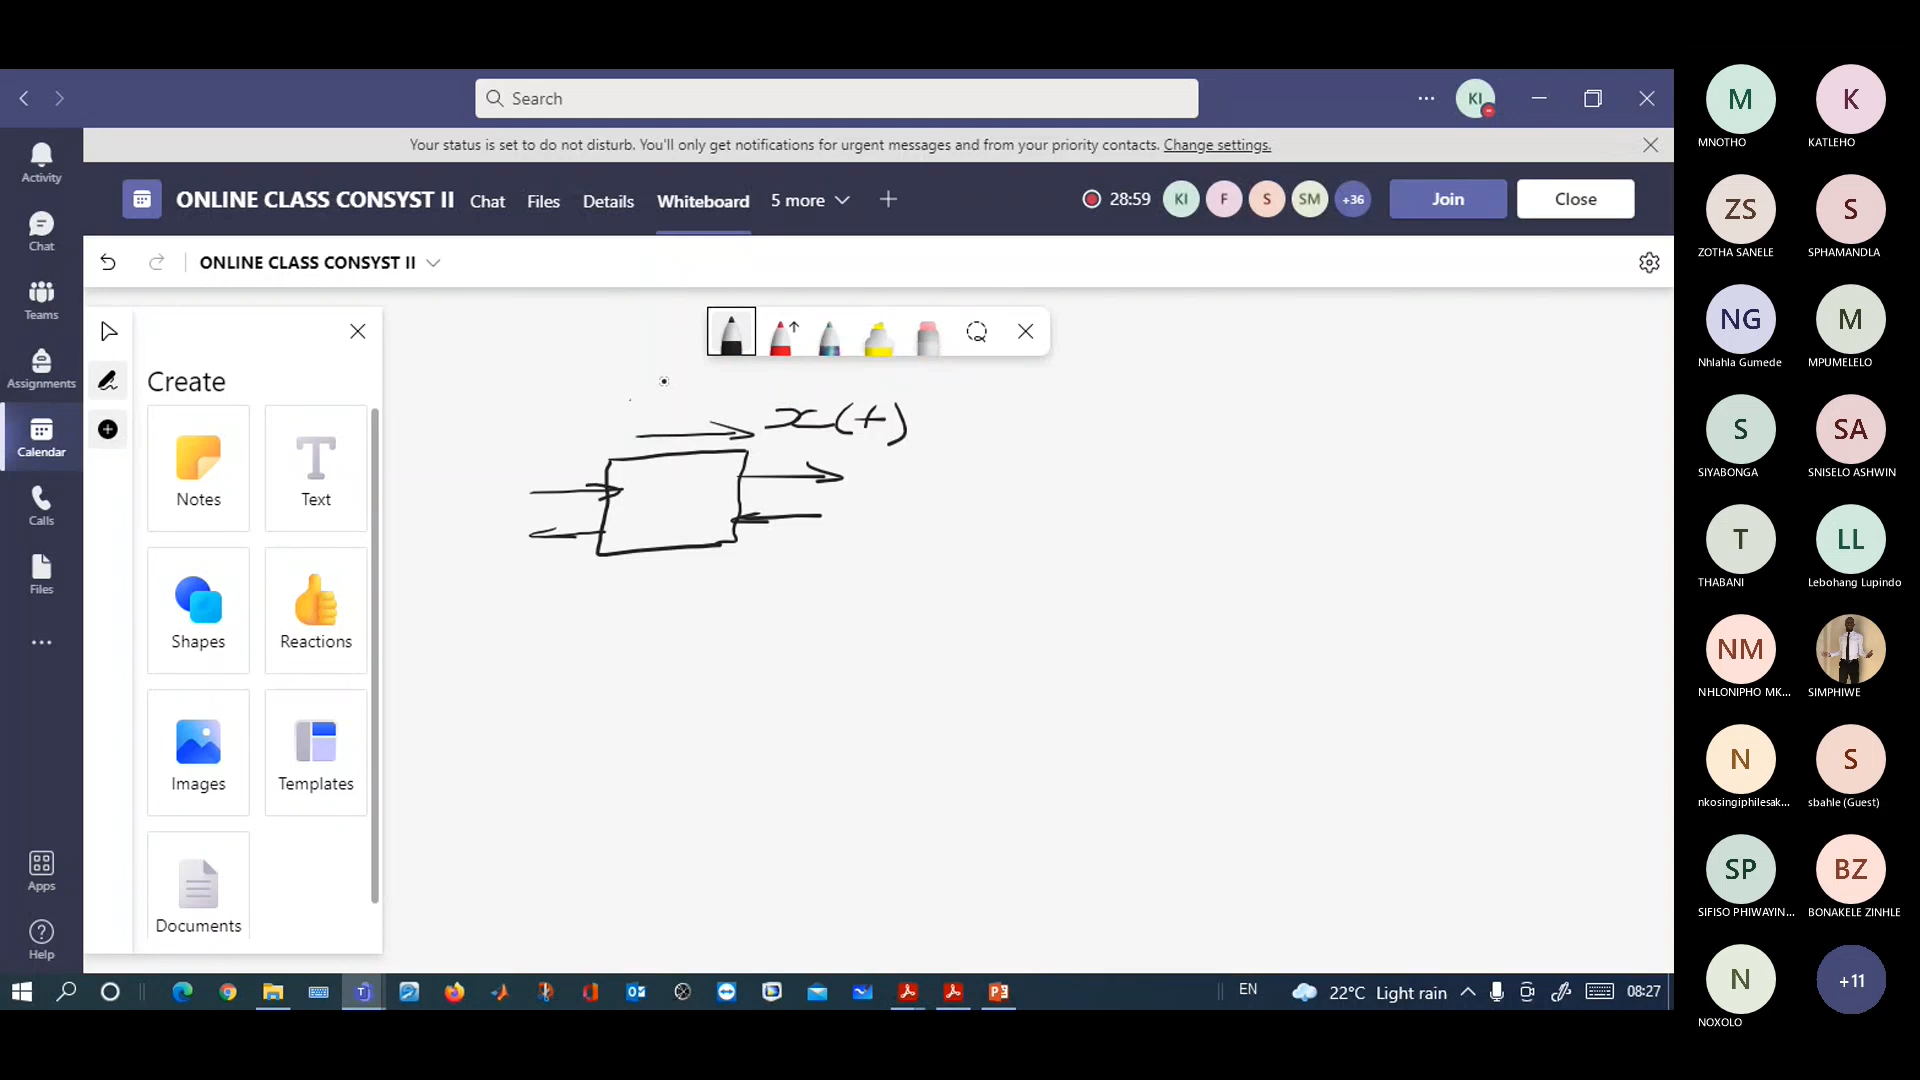 Search
KI
Your status is set to do not disturb. You'll only get notifications for urgent messages and from your priority contacts. Change settings.
Activity
Chat
Teams
Assignments
Calendar
Calls
Files
Apps
Help
ONLINE CLASS CONSYST II
Chat
Files
Details
Whiteboard
5 more
28:59
KI
F
S
SM
+36
Join
Close
ONLINE CLASS CONSYST II
Create
Notes
Text
Shapes
Reactions
Images
Templates
Documents
x(t)
EN
22°C Light rain
08:27
M
MNOTHO
K
KATLEHO
ZS
ZOTHA SANELE
S
SPHAMANDLA
NG
Nhlahla Gumede
M
MPUMELELO
S
SIYABONGA
SA
SNISELO ASHWIN
T
THABANI
LL
Lebohang Lupindo
NM
NHLONIPHO MK...
SIMPHIWE
N
nkosingiphilesak...
S
sbahle (Guest)
SP
SIFISO PHIWAYIN...
BZ
BONAKELE ZINHLE
N
NOXOLO
+11